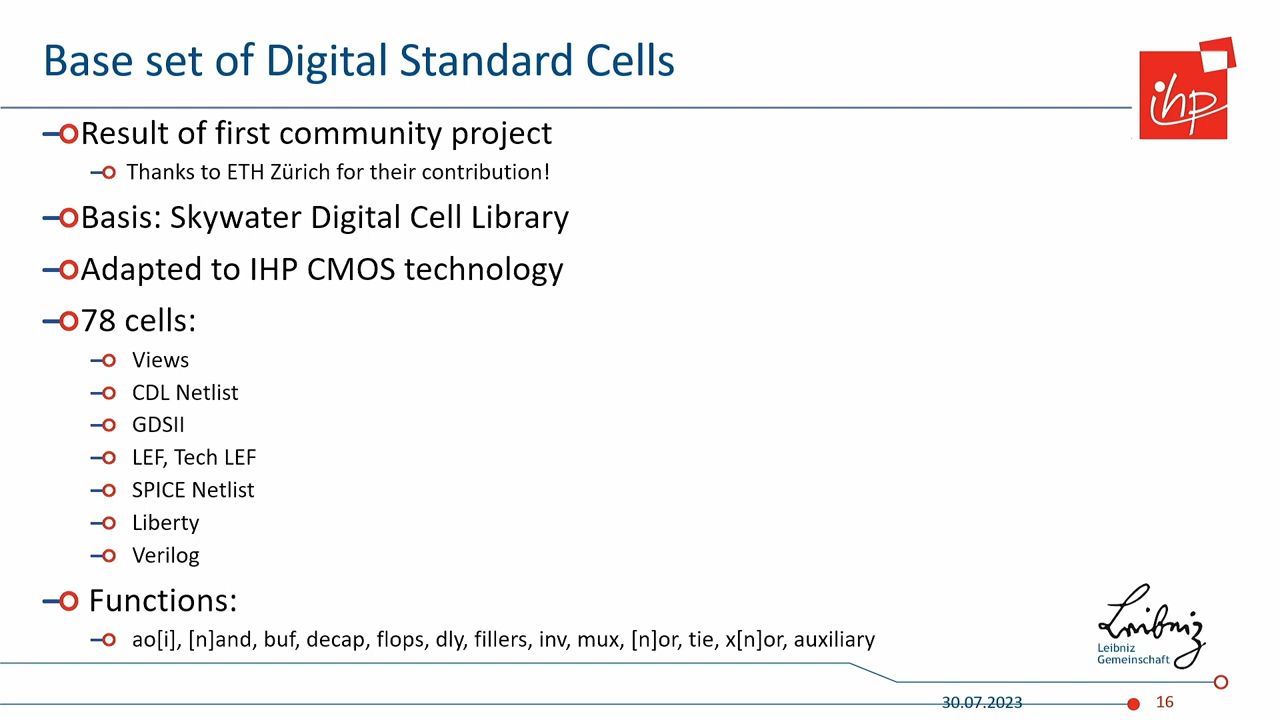 Base set of Digital Standard Cells
ihp
Result of first community project
Thanks to ETH Zürich for their contribution!
Basis: Skywater Digital Cell Library
Adapted to IHP CMOS technology
78 cells:
Views
CDL Netlist
GDSII
LEF, Tech LEF
SPICE Netlist
Liberty
Verilog
Functions:
ao[i], [n]and, buf, decap, flops, dly, fillers, inv, mux, [n]or, tie, x[n]or, auxiliary
Leibniz
Leibniz
Gemeinschaft
30.07.2023
16